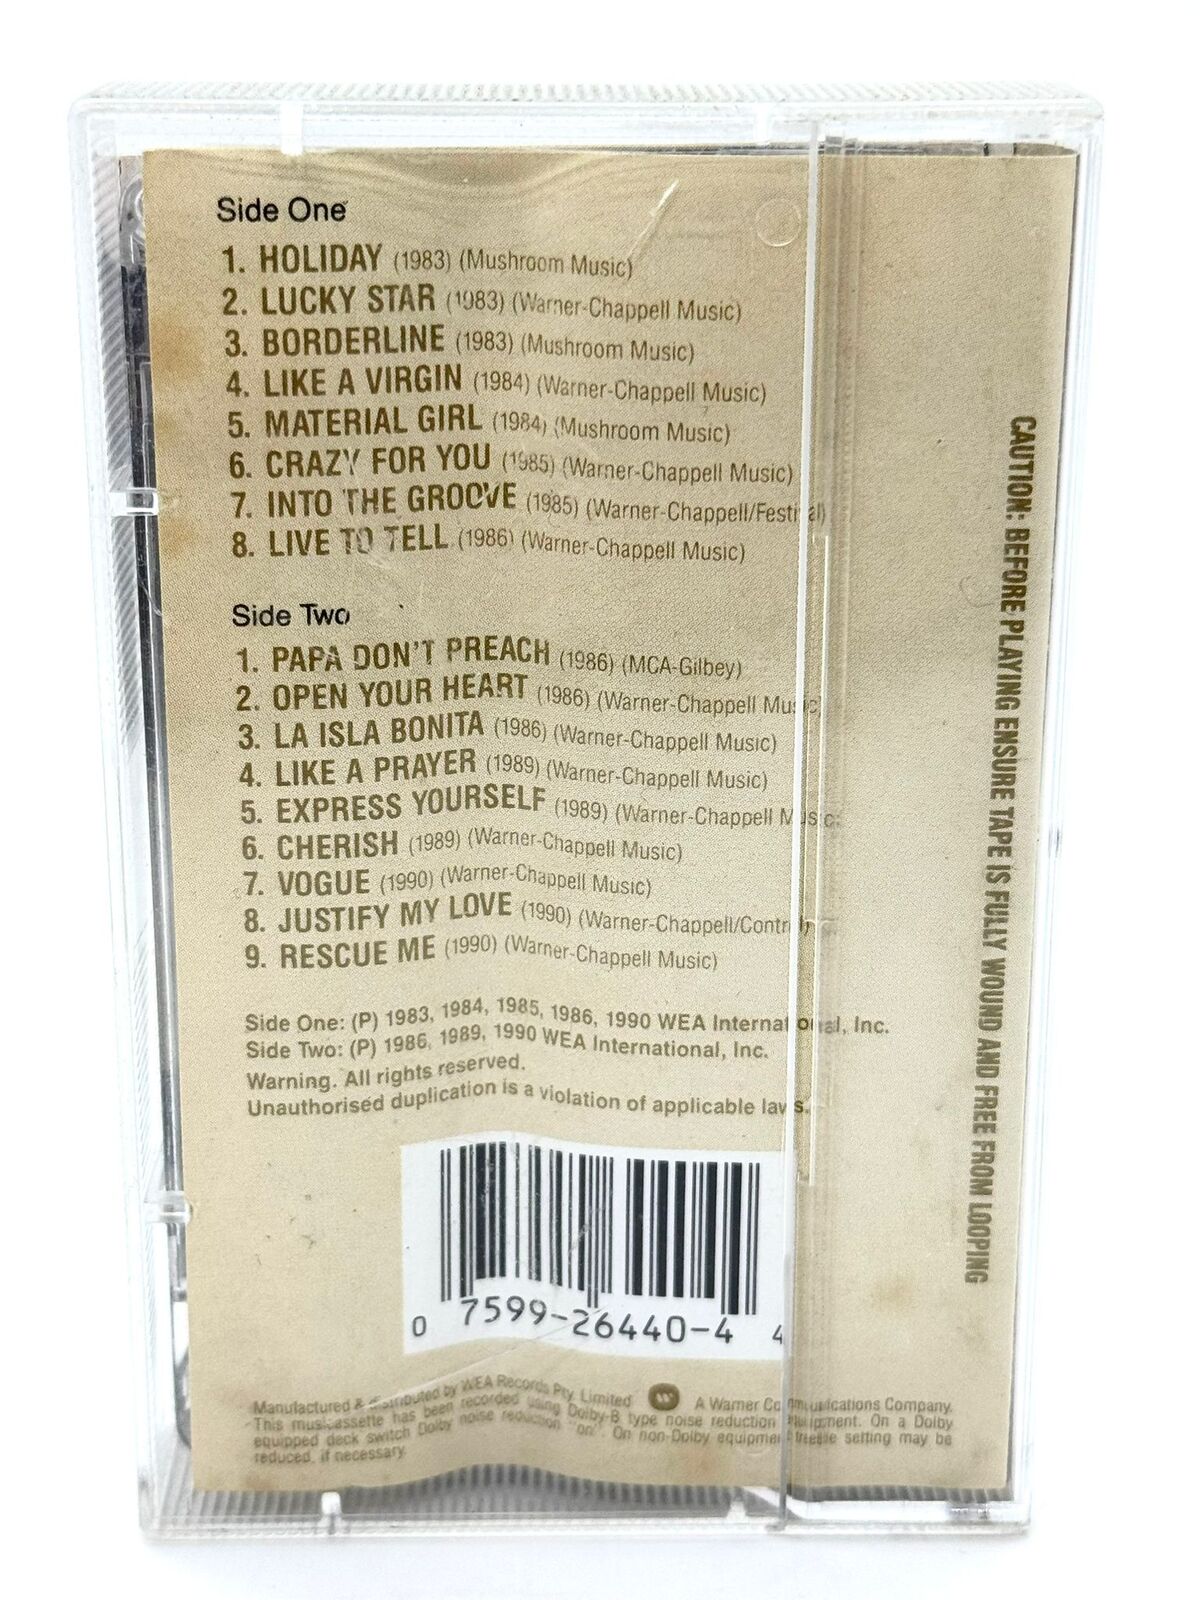 Side One
1. HOLIDAY (1983) (Mushroom Music)
2. LUCKY STAR (1983) (Warner-Chappell Music)
3. BORDERLINE (1983) (Mushroom Music)
4. LIKE A VIRGIN (1984) (Warner-Chappell Music)
5. MATERIAL GIRL (1984) (Mushroom Music)
6. CRAZY FOR YOU (1985) (Warner-Chappell Music)
7. INTO THE GROOVE (1985) (Warner-Chappell/Festival)
8. LIVE TO TELL (1986) (Warner-Chappell Music)
Side Two
1. PAPA DON'T PREACH (1986) (MCA-Gilbey)
2. OPEN YOUR HEART (1986) (Warner-Chappell Music)
3. LA ISLA BONITA (1986) (Warner-Chappell Music)
4. LIKE A PRAYER (1989) (Warner-Chappell Music)
5. EXPRESS YOURSELF (1989) (Warner-Chappell Music)
6. CHERISH (1989) (Warner-Chappell Music)
7. VOGUE (1990) (Warner-Chappell Music)
8. JUSTIFY MY LOVE (1990) (Warner-Chappell/Control)
9. RESCUE ME (1990) (Warner-Chappell Music)
Side One: (P) 1983, 1984, 1985, 1986, 1990 WEA International, Inc.
Side Two: (P) 1986, 1989, 1990 WEA International, Inc.
Warning. All rights reserved.
Unauthorised duplication is a violation of applicable laws.
0 7599-26440-4 4
Manufactured & distributed by WEA Records Pty. Limited A Warner Communications Company.
This musicassette has been recorded using Dolby-B type noise reduction equipment. On a Dolby
equipped deck switch Dolby noise reduction "on". On non-Dolby equipment treble setting may be
reduced, if necessary.
CAUTION: BEFORE PLAYING ENSURE TAPE IS FULLY WOUND AND FREE FROM LOOPING